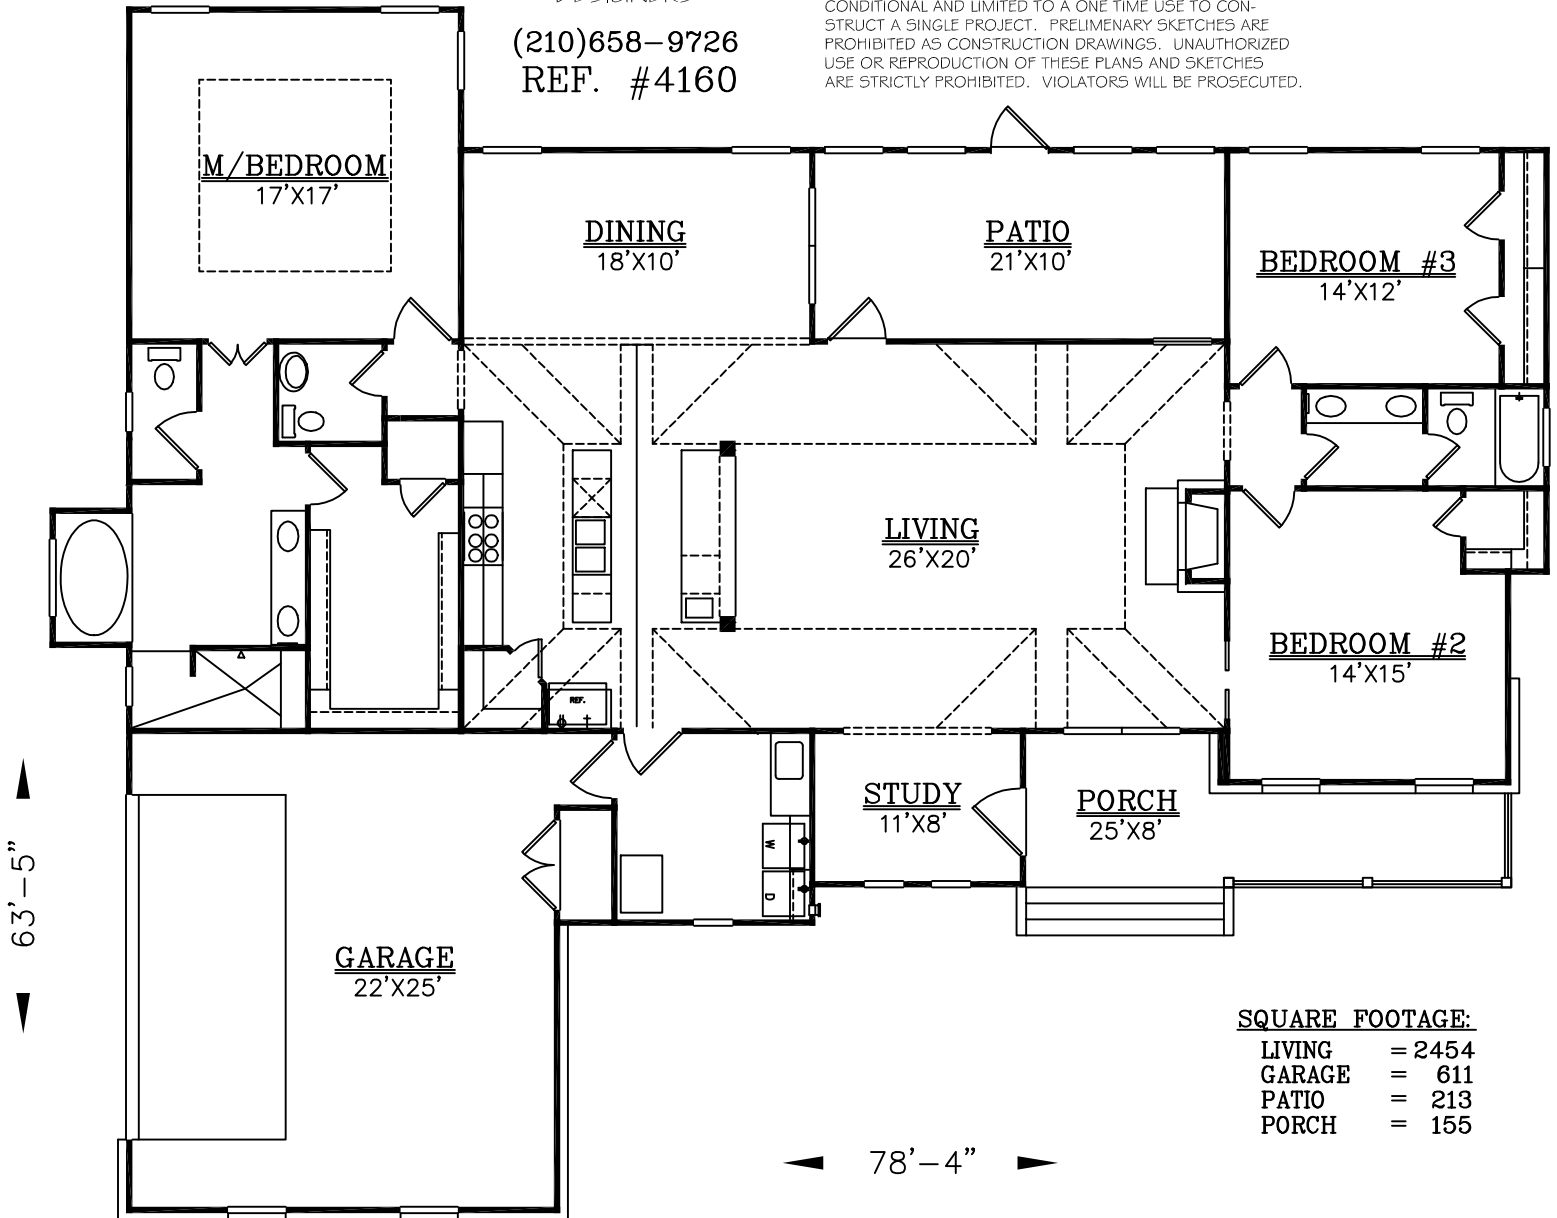 CONDITIONAL AND LIMITED TO A ONE TIME USE TO CON-
STRUCT A SINGLE PROJECT. PRELIMENARY SKETCHES ARE
PROHIBITED AS CONSTRUCTION DRAWINGS. UNAUTHORIZED
USE OR REPRODUCTION OF THESE PLANS AND SKETCHES
ARE STRICTLY PROHIBITED. VIOLATORS WILL BE PROSECUTED.
(210)658-9726
REF. #4160
M/BEDROOM
17'X17'
DINING
18'X10'
PATIO
21'X10'
BEDROOM #3
14'X12'
LIVING
26'X20'
BEDROOM #2
14'X15'
REF.
STUDY
11'X8'
PORCH
25'X8'
W
D
63'-5"
GARAGE
22'X25'
SQUARE FOOTAGE:
LIVING = 2454
GARAGE = 611
PATIO = 213
PORCH = 155
78'-4"